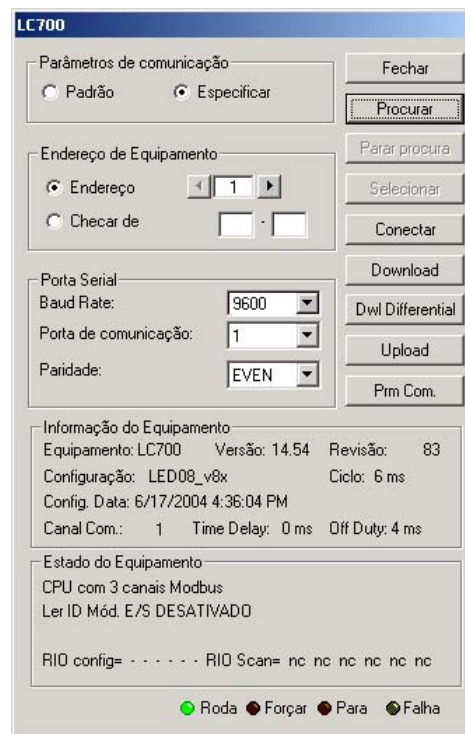 LC700
Parâmetros de comunicação
Padrão Especificar
Endereço de Equipamento
Endereço 1
Checar de -
Porta Serial
Baud Rate: 9600
Porta de comunicação: 1
Paridade: EVEN
Fechar
Procurar
Parar procura
Selecionar
Conectar
Download
Dwl Differential
Upload
Prm Com.
Informação do Equipamento
Equipamento: LC700 Versão: 14.54 Revisão: 83
Configuração: LED08_v8x Ciclo: 6 ms
Config. Data: 6/17/2004 4:36:04 PM
Canal Com.: 1 Time Delay: 0 ms Off Duty: 4 ms
Estado do Equipamento
CPU com 3 canais Modbus
Ler ID Mód. E/S DESATIVADO
RIO config= - - - - - - RIO Scan= nc nc nc nc nc nc
Roda Forçar Para Falha